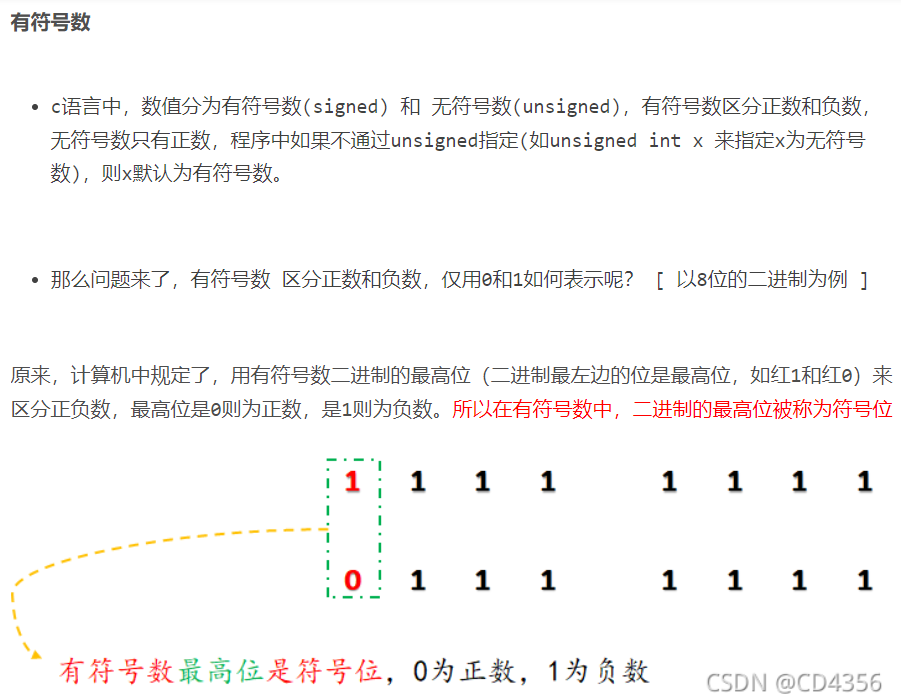 有符号数
• c语言中，数值分为有符号数(signed) 和 无符号数(unsigned)，有符号数区分正数和负数，
无符号数只有正数，程序中如果不通过unsigned指定(如unsigned int x 来指定x为无符号
数)，则x默认为有符号数。
• 那么问题来了，有符号数 区分正数和负数，仅用0和1如何表示呢？ [ 以8位的二进制为例 ]
原来，计算机中规定了，用有符号数二进制的最高位（二进制最左边的位是最高位，如红1和红0）来
区分正负数，最高位是0则为正数，是1则为负数。所以在有符号数中，二进制的最高位被称为符号位
1 1 1 1 1 1 1 1
0 1 1 1 1 1 1 1
有符号数最高位是符号位，0为正数，1为负数
CSDN @CD4356